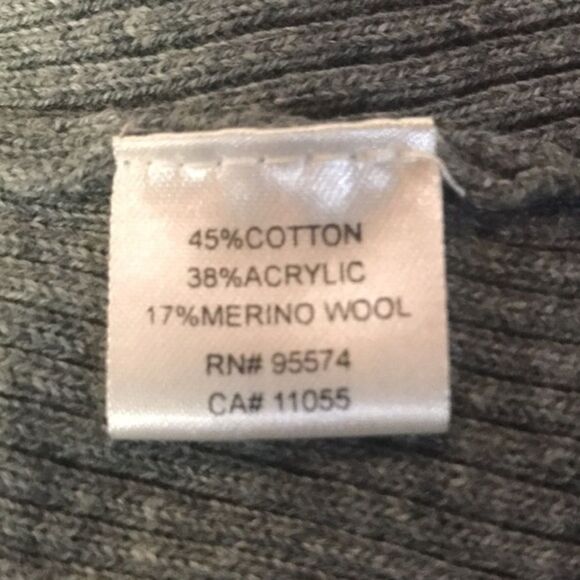 45%COTTON
38%ACRYLIC
17%MERINO WOOL
RN# 95574
CA# 11055